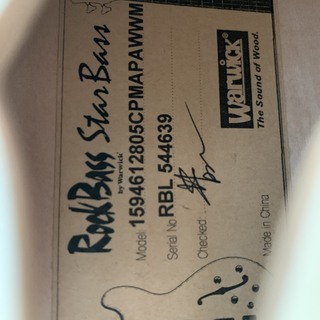 RockBass StarBass
by Warwick
Model 1594612805CPMAPAWWM
Serial No RBL 544639
Checked:
Warwick
The Sound of Wood.
Made in China